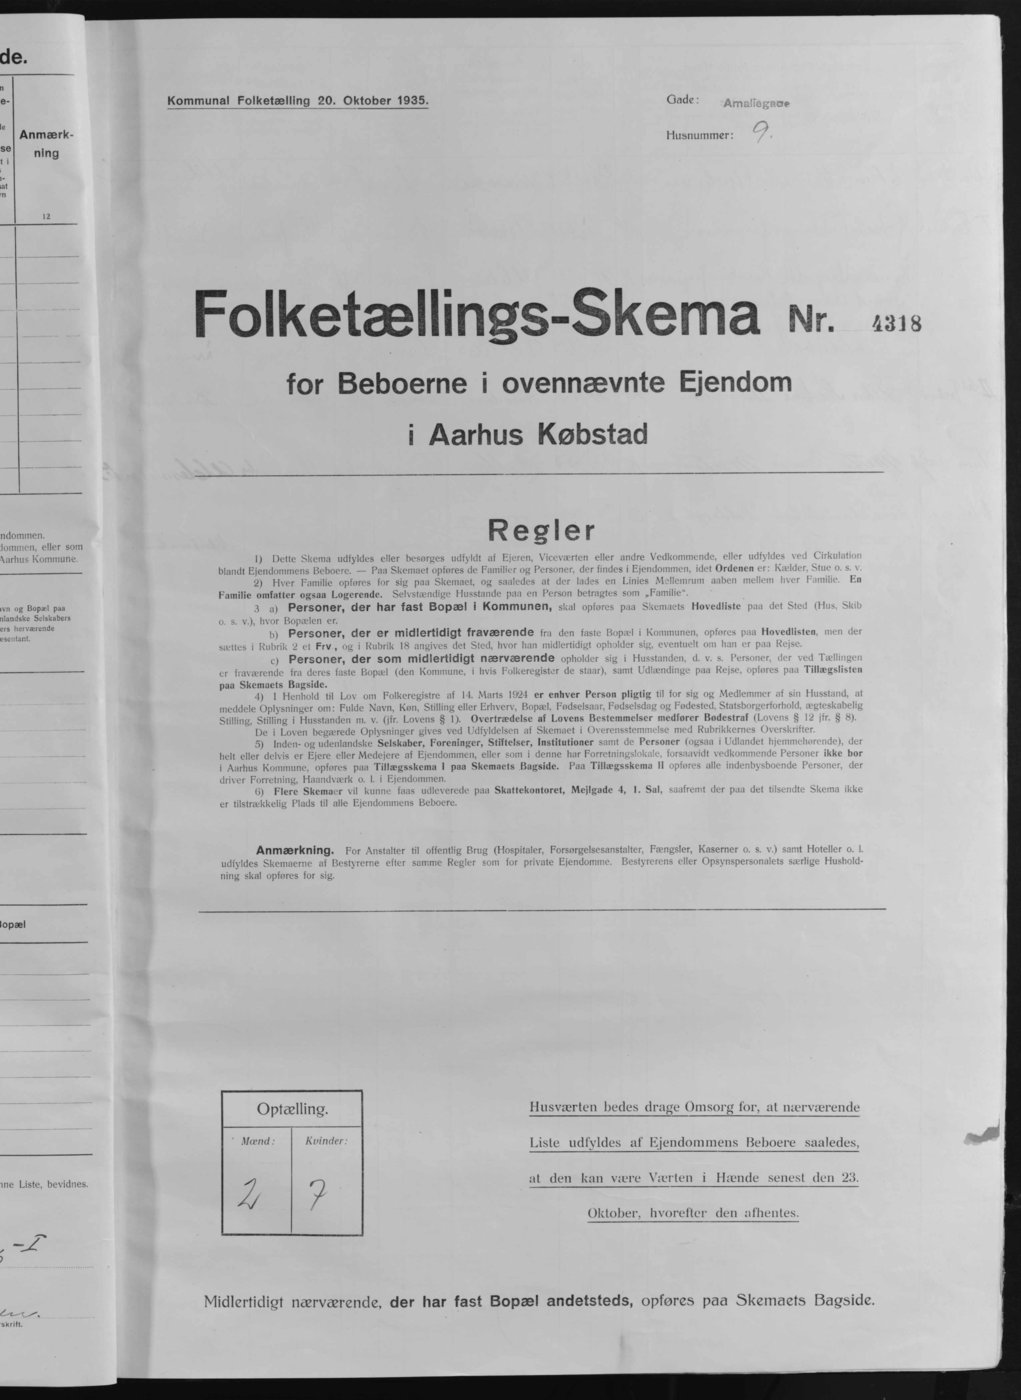 de.
Anmærk-
ning
12
ndommen.
dommen, eller som
Aarhus Kommune.
avn og Bopæl paa
nlandske Selskabers
ers herværende
esentant.
Bopæl
nne Liste, bevidnes.
-I
skrift.
Kommunal Folketælling 20. Oktober 1935.
Gade: Amaliegade
Husnummer: 9.
Folketællings-Skema Nr. 4318
for Beboerne i ovennævnte Ejendom
i Aarhus Købstad
Regler
1) Dette Skema udfyldes eller besørges udfyldt af Ejeren, Viceværten eller andre Vedkommende, eller udfyldes ved Cirkulation
blandt Ejendommens Beboere. — Paa Skemaet opføres de Familier og Personer, der findes i Ejendommen, idet Ordenen er: Kælder, Stue o. s. v.
2) Hver Familie opføres for sig paa Skemaet, og saaledes at der lades en Linies Mellemrum aaben mellem hver Familie. En
Familie omfatter ogsaa Logerende. Selvstændige Husstande paa en Person betragtes som „Familie“.
3 a) Personer, der har fast Bopæl i Kommunen, skal opføres paa Skemaets Hovedliste paa det Sted (Hus, Skib
o. s. v.), hvor Bopælen er.
b) Personer, der er midlertidigt fraværende fra den faste Bopæl i Kommunen, opføres paa Hovedlisten, men der
sættes i Rubrik 2 et Frv., og i Rubrik 18 angives det Sted, hvor han midlertidigt opholder sig, eventuelt om han er paa Rejse.
c) Personer, der som midlertidigt nærværende opholder sig i Husstanden, d. v. s. Personer, der ved Tællingen
er fraværende fra deres faste Bopæl (den Kommune, i hvis Folkeregister de staar), samt Udlændinge paa Rejse, opføres paa Tillægslisten
paa Skemaets Bagside.
4) I Henhold til Lov om Folkeregistre af 14. Marts 1924 er enhver Person pligtig til for sig og Medlemmer af sin Husstand, at
meddele Oplysninger om: Fulde Navn, Køn, Stilling eller Erhverv, Bopæl, Fødselsaar, Fødselsdag og Fødested, Statsborgerforhold, ægteskabelig
Stilling, Stilling i Husstanden m. v. (jfr. Lovens § 1). Overtrædelse af Lovens Bestemmelser medfører Bødestraf (Lovens § 12 jfr. § 8).
De i Loven begærede Oplysninger gives ved Udfyldelsen af Skemaet i Overensstemmelse med Rubrikkernes Overskrifter.
5) Inden- og udenlandske Selskaber, Foreninger, Stiftelser, Institutioner samt de Personer (ogsaa i Udlandet hjemmehørende), der
helt eller delvis er Ejere eller Medejere af Ejendommen, eller som i denne har Forretningslokale, forsaavidt vedkommende Personer ikke bor
i Aarhus Kommune, opføres paa Tillægsskema I paa Skemaets Bagside. Paa Tillægsskema II opføres alle indenbysboende Personer, der
driver Forretning, Haandværk o. l. i Ejendommen.
6) Flere Skemaer vil kunne faas udleverede paa Skattekontoret, Mejlgade 4, 1. Sal, saafremt der paa det tilsendte Skema ikke
er tilstrækkelig Plads til alle Ejendommens Beboere.
Anmærkning. For Anstalter til offentlig Brug (Hospitaler, Forsørgelsesanstalter, Fængsler, Kaserner o. s. v.) samt Hoteller o. l.
udfyldes Skemaerne af Bestyrerne efter samme Regler som for private Ejendomme. Bestyrerens eller Opsynspersonalets særlige Hushold-
ning skal opføres for sig.
Optælling.
Mænd: Kvinder:
2 7
Husværten bedes drage Omsorg for, at nærværende
Liste udfyldes af Ejendommens Beboere saaledes,
at den kan være Værten i Hænde senest den 23.
Oktober, hvorefter den afhentes.
Midlertidigt nærværende, der har fast Bopæl andetsteds, opføres paa Skemaets Bagside.